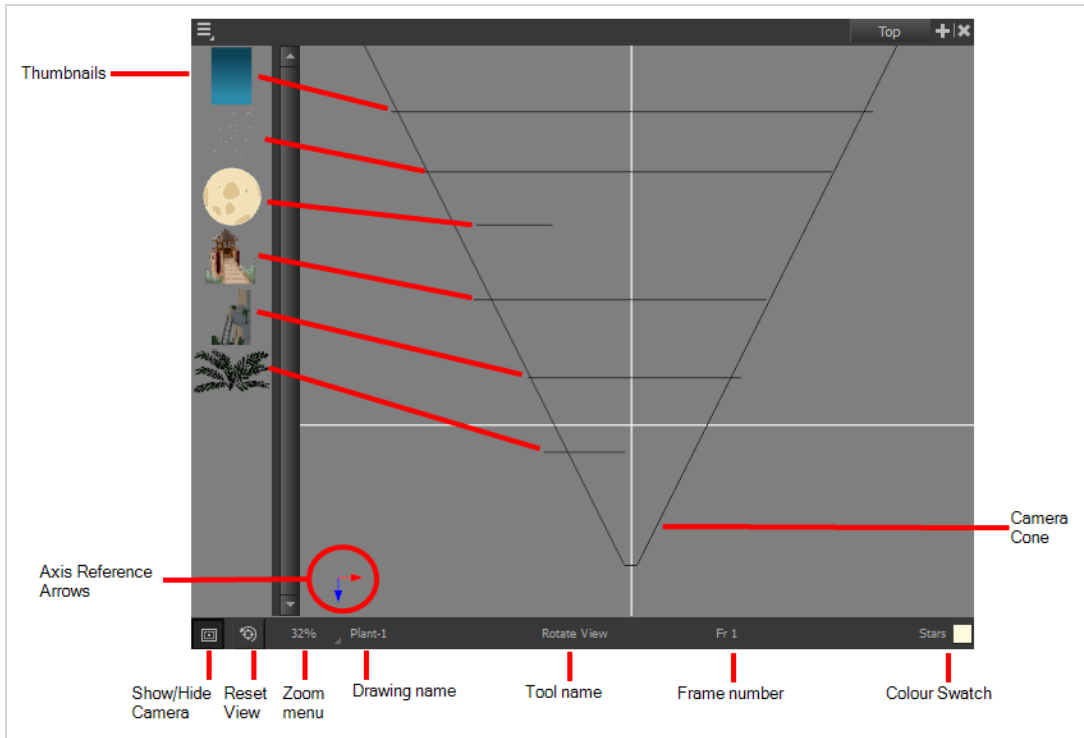 Top
Thumbnails
Camera
Cone
Axis Reference
Arrows
32%
Plant-1
Rotate View
Fr 1
Stars
Show/Hide
Camera
Reset
View
Zoom
menu
Drawing name
Tool name
Frame number
Colour Swatch